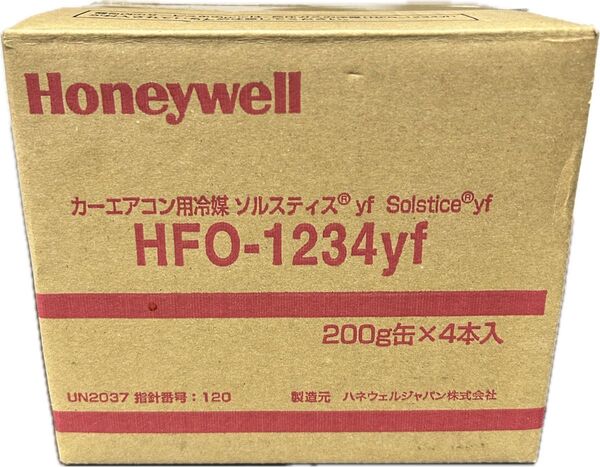 Honeywell
カーエアコン用冷媒 ソルスティス® yf Solstice®yf
HFO-1234yf
200g缶×4本入
UN2037 指針番号：120 製造元 ハネウェルジャパン株式会社